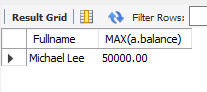 Result Grid Filter Rows:
Fullname MAX(a.balance)
Michael Lee 50000.00